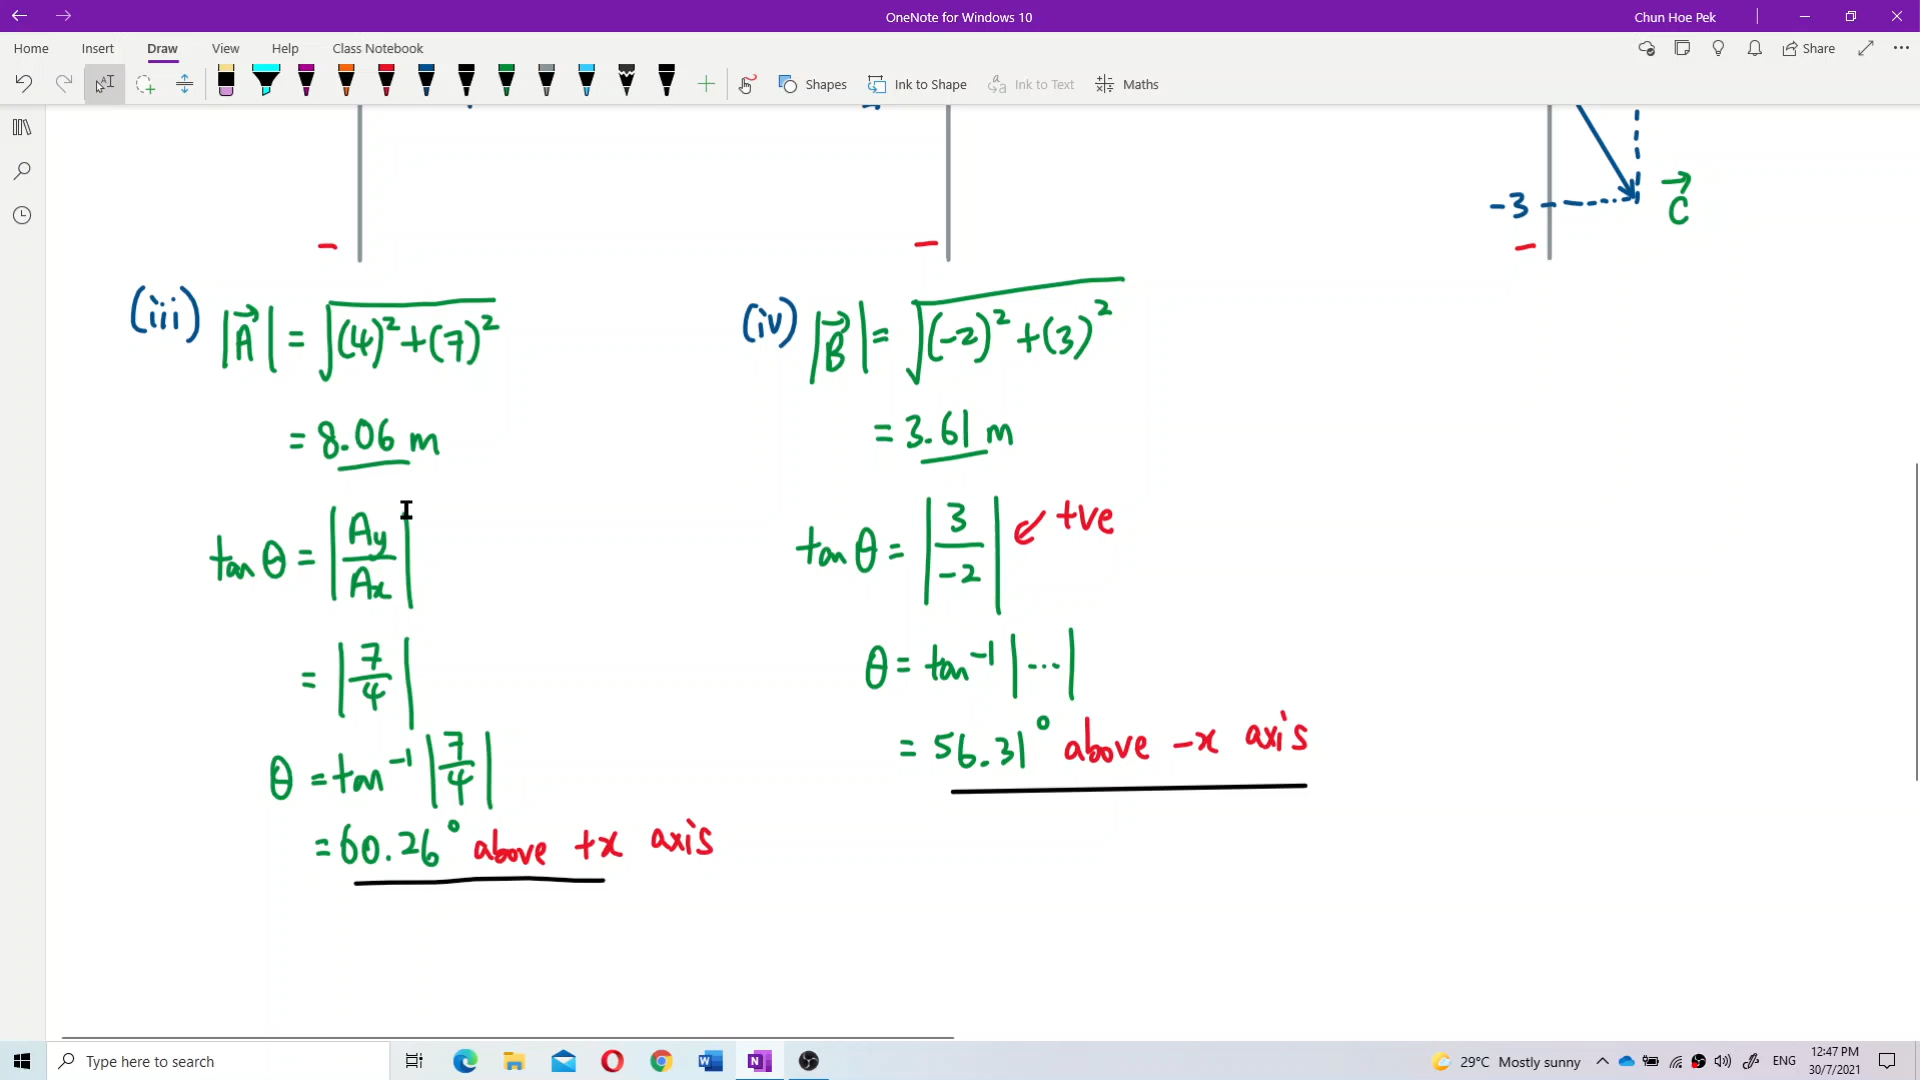 OneNote for Windows 10
Chun Hoe Pek
Home Insert Draw View Help Class Notebook
Share
Shapes Ink to Shape Ink to Text Maths
-3
C⃗
−
−
−
(iii) |A⃗| = √((4)² + (7)²)
= 8.06 m
tan θ = |Ay/Ax|
= |7/4|
θ = tan⁻¹ |7/4|
= 60.26° above +x axis
(iv) |B⃗| = √((-2)² + (3)²)
= 3.61 m
tan θ = |3/-2| ↙ +ve
θ = tan⁻¹ |...|
= 56.31° above -x axis
Type here to search
29°C Mostly sunny
ENG
12:47 PM
30/7/2021